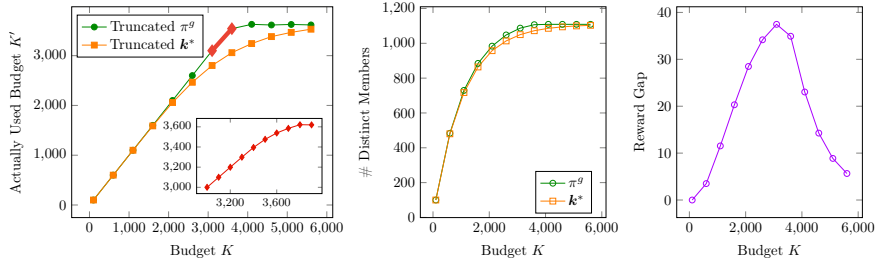 Truncated π^g
Truncated k*
Actually Used Budget K′
3,000
2,000
1,000
0
3,600
3,400
3,200
3,000
3,200 3,600
0 1,000 2,000 3,000 4,000 5,000 6,000
Budget K
# Distinct Members
1,200
1,000
800
600
400
200
0
π^g
k*
0 2,000 4,000 6,000
Budget K
Reward Gap
40
30
20
10
0
0 2,000 4,000 6,000
Budget K